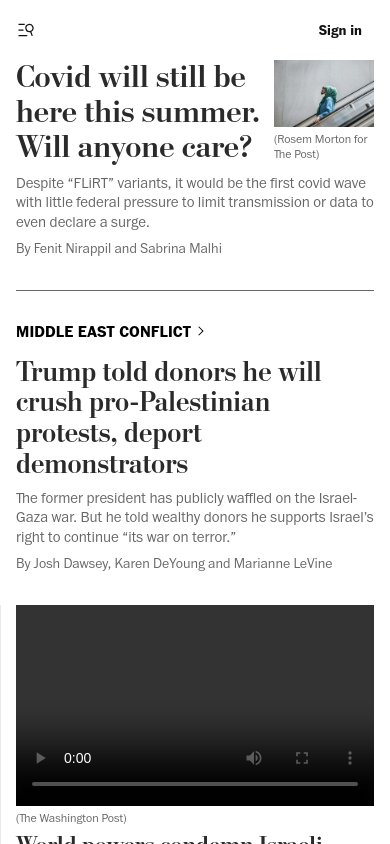 Sign in
Covid will still be
here this summer.
Will anyone care?
(Rosem Morton for
The Post)
Despite “FLiRT” variants, it would be the first covid wave
with little federal pressure to limit transmission or data to
even declare a surge.
By Fenit Nirappil and Sabrina Malhi
MIDDLE EAST CONFLICT
Trump told donors he will
crush pro-Palestinian
protests, deport
demonstrators
The former president has publicly waffled on the Israel-
Gaza war. But he told wealthy donors he supports Israel’s
right to continue “its war on terror.”
By Josh Dawsey, Karen DeYoung and Marianne LeVine
0:00
(The Washington Post)
World powers condemn Israeli